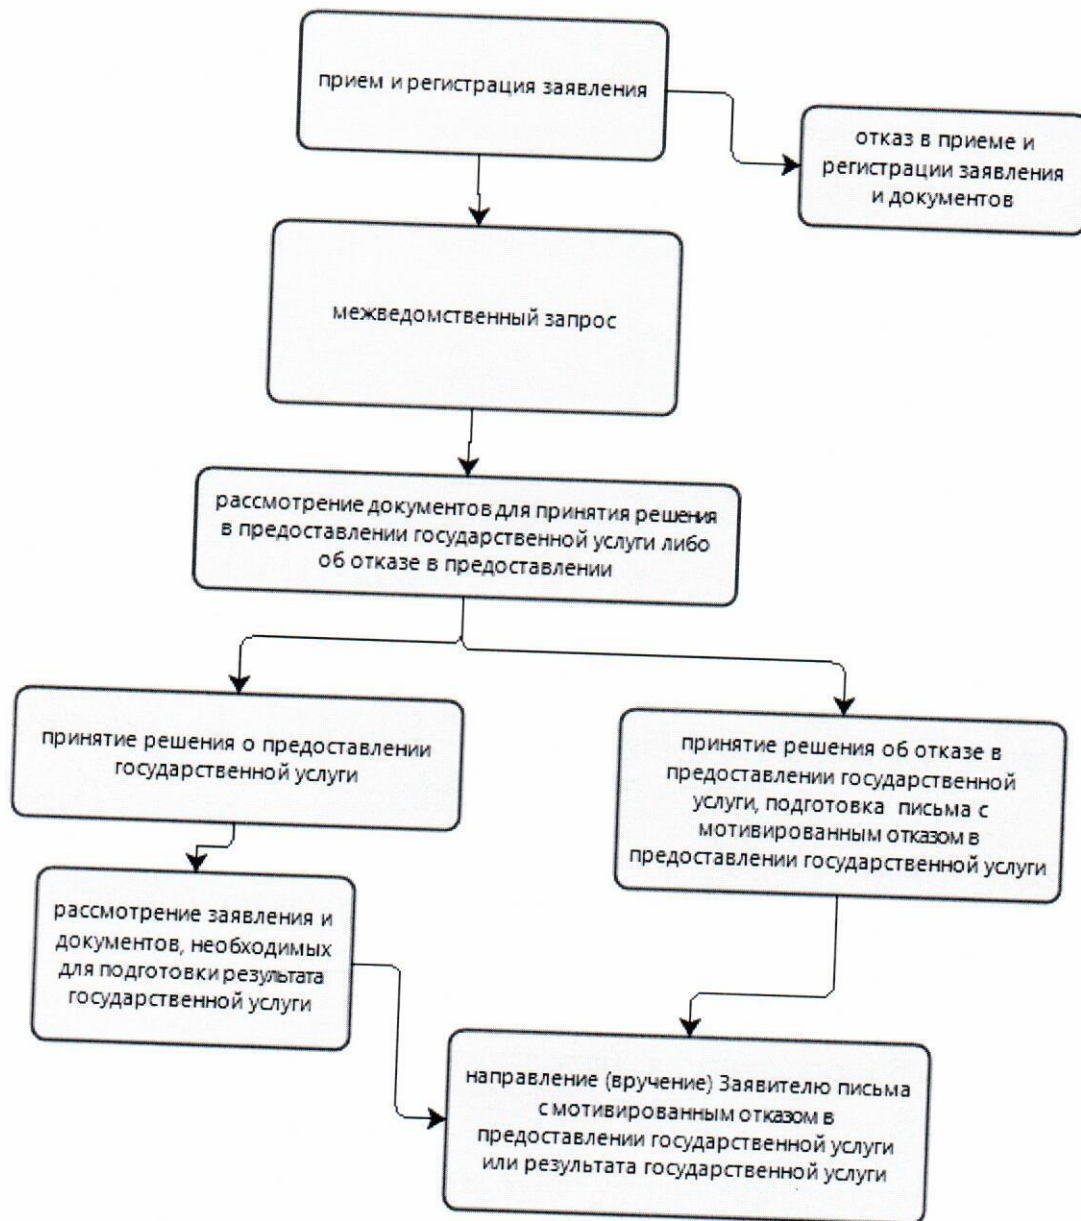 прием и регистрация заявления
отказ в приеме и
регистрации заявления
и документов
межведомственный запрос
рассмотрение документов для принятия решения
в предоставлении государственной услуги либо
об отказе в предоставлении
принятие решения о предоставлении
государственной услуги
принятие решения об отказе в
предоставлении государственной
услуги, подготовка письма с
мотивированным отказом в
предоставлении государственной услуги
рассмотрение заявления и
документов, необходимых
для подготовки результата
государственной услуги
направление (вручение) Заявителю письма
с мотивированным отказом в
предоставлении государственной услуги
или результата государственной услуги